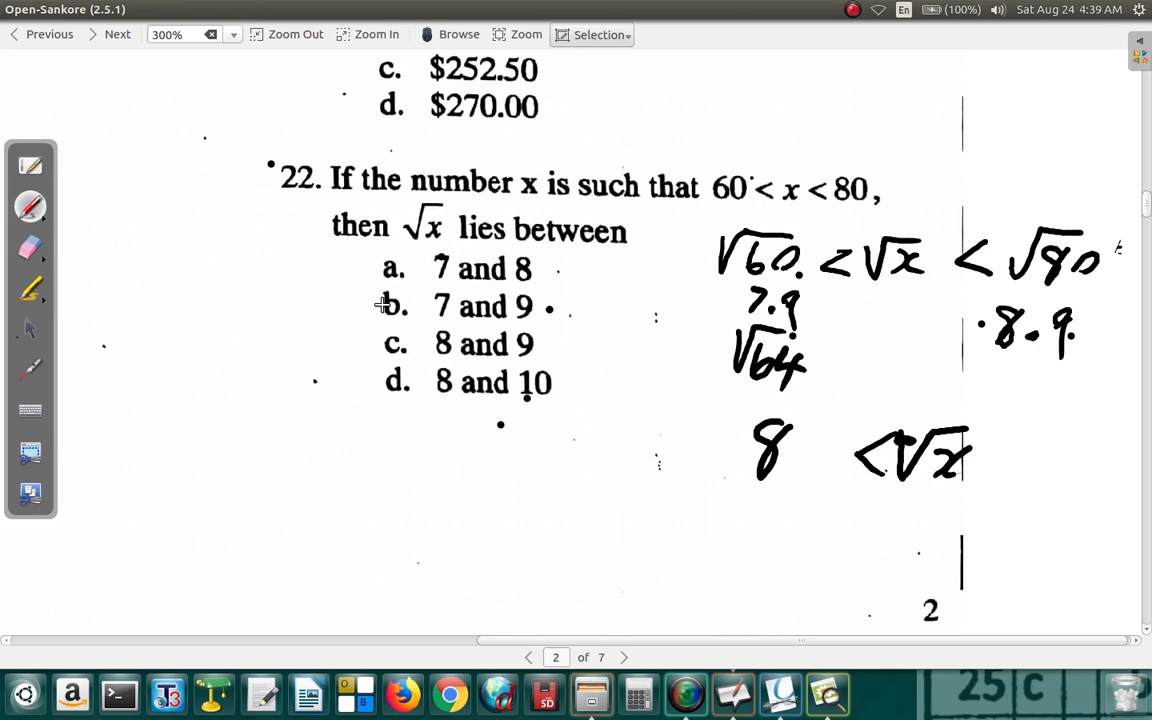 Open-Sankore (2.5.1)
En
(100%)
Sat Aug 24 4:39 AM
Previous
Next
300%
Zoom Out
Zoom In
Browse
Zoom
Selection
c. $252.50
d. $270.00
22. If the number x is such that 60 < x < 80,
then √x lies between
a. 7 and 8
b. 7 and 9
c. 8 and 9
d. 8 and 10
√60 < √x < √80
7.9
8.9
√64
8 < √x
2
2 of 7
25 C